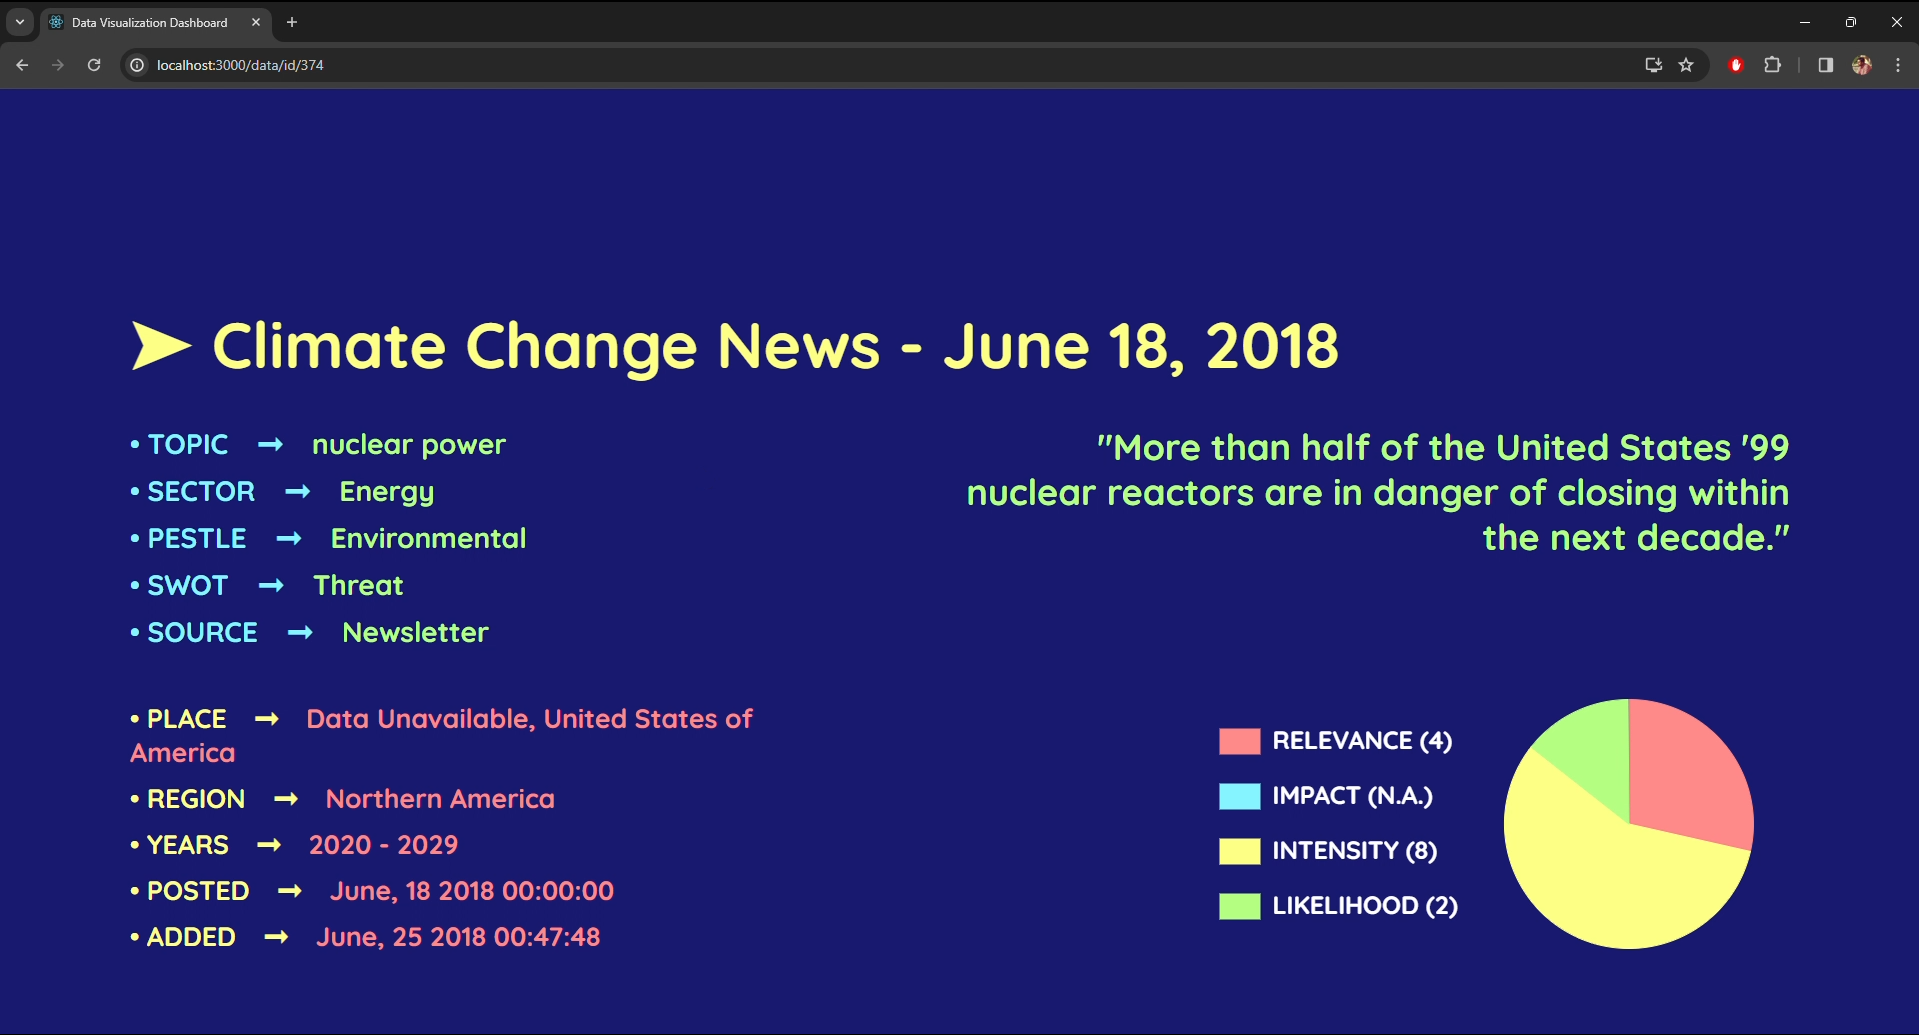 Data Visualization Dashboard
localhost:3000/data/id/374
➤ Climate Change News - June 18, 2018
• TOPIC → nuclear power
• SECTOR → Energy
• PESTLE → Environmental
• SWOT → Threat
• SOURCE → Newsletter
"More than half of the United States '99
nuclear reactors are in danger of closing within
the next decade."
• PLACE → Data Unavailable, United States of
America
• REGION → Northern America
• YEARS → 2020 - 2029
• POSTED → June, 18 2018 00:00:00
• ADDED → June, 25 2018 00:47:48
RELEVANCE (4)
IMPACT (N.A.)
INTENSITY (8)
LIKELIHOOD (2)